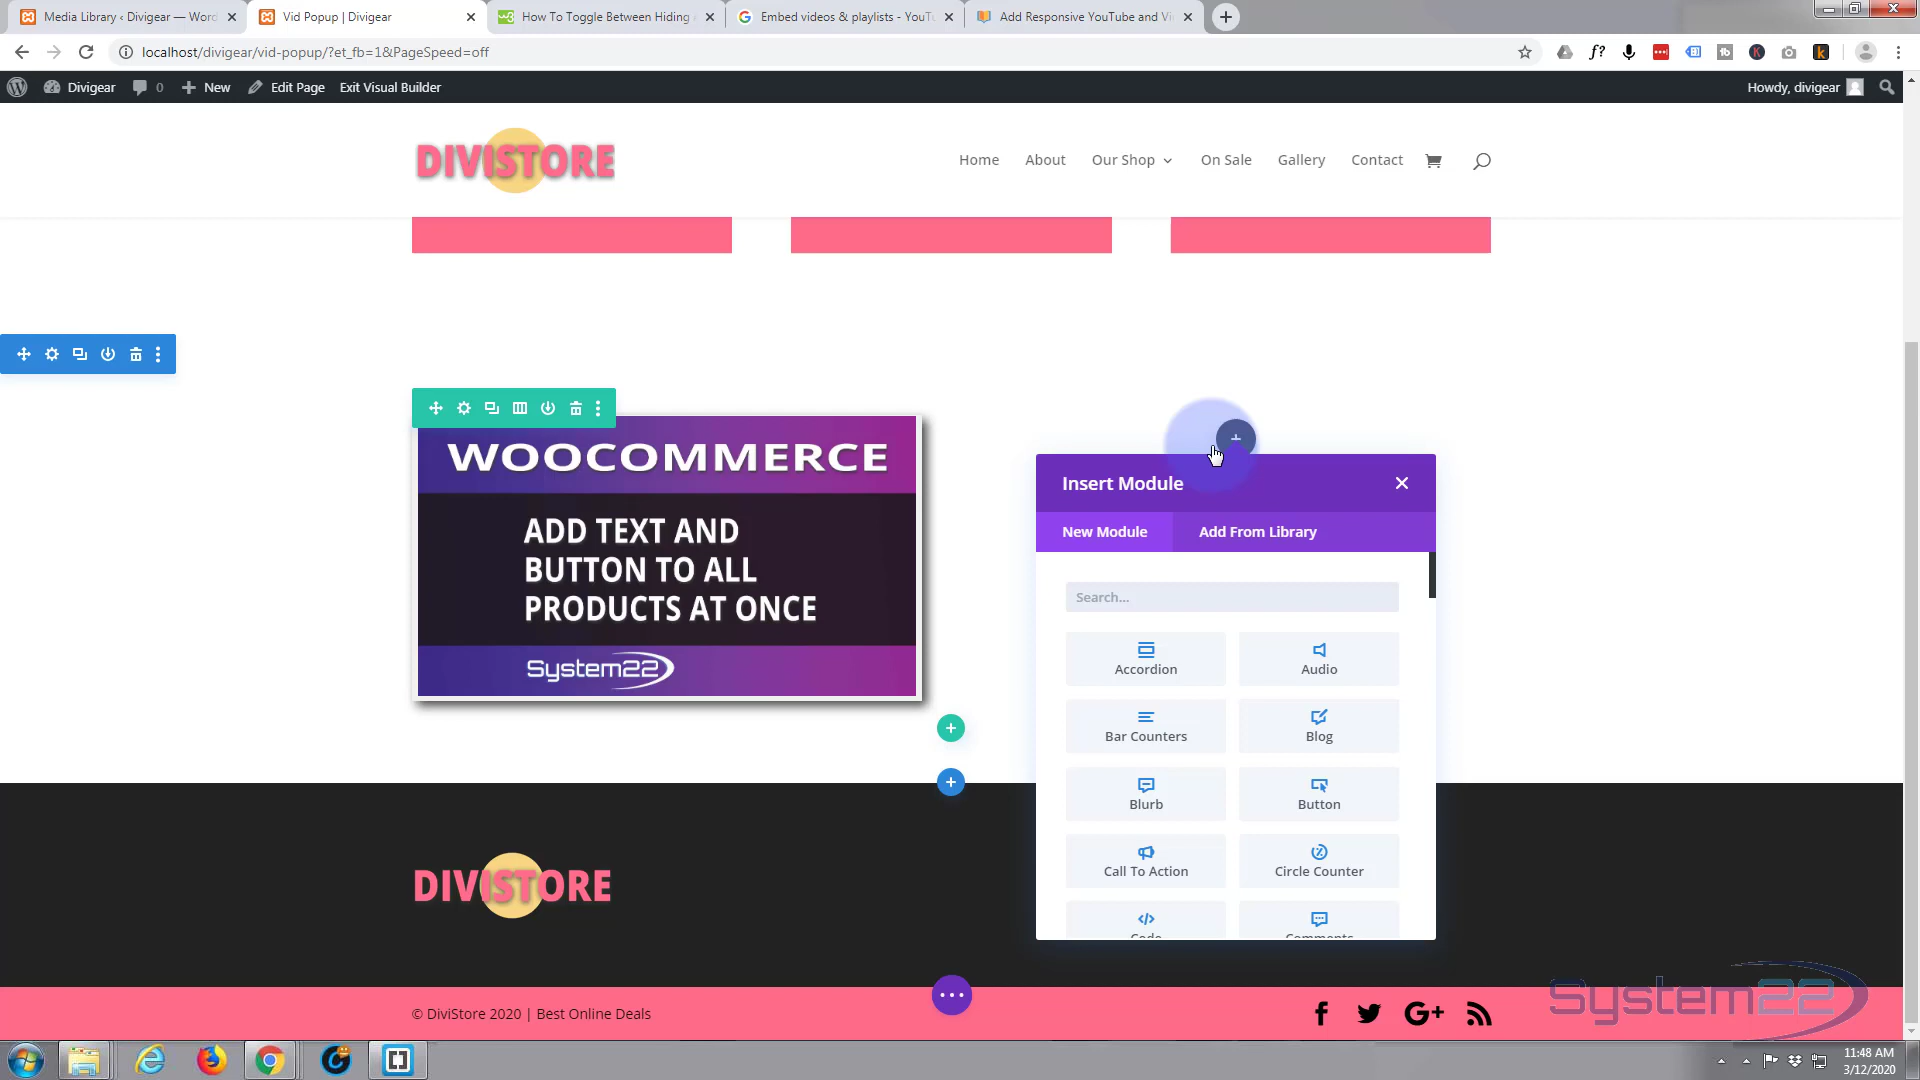 Media Library ‹ Divigear — Word
Vid Popup | Divigear
How To Toggle Between Hiding
Embed videos & playlists - YouTu
Add Responsive YouTube and Vi
localhost/divigear/vid-popup/?et_fb=1&PageSpeed=off
Divigear
0
New
Edit Page
Exit Visual Builder
Howdy, divigear
DIVISTORE
Home
About
Our Shop
On Sale
Gallery
Contact
WOOCOMMERCE
ADD TEXT AND
BUTTON TO ALL
PRODUCTS AT ONCE
System22
Insert Module
New Module
Add From Library
Search...
Accordion
Audio
Bar Counters
Blog
Blurb
Button
Call To Action
Circle Counter
Code
Comments
DIVISTORE
© DiviStore 2020 | Best Online Deals
System22
11:48 AM
3/12/2020